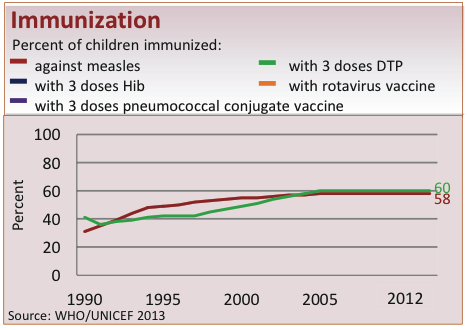 Immunization
Percent of children immunized:
against measles
with 3 doses DTP
with 3 doses Hib
with rotavirus vaccine
with 3 doses pneumococcal conjugate vaccine
100
80
60
40
20
0
Percent
60
58
1990 1995 2000 2005 2012
Source: WHO/UNICEF 2013